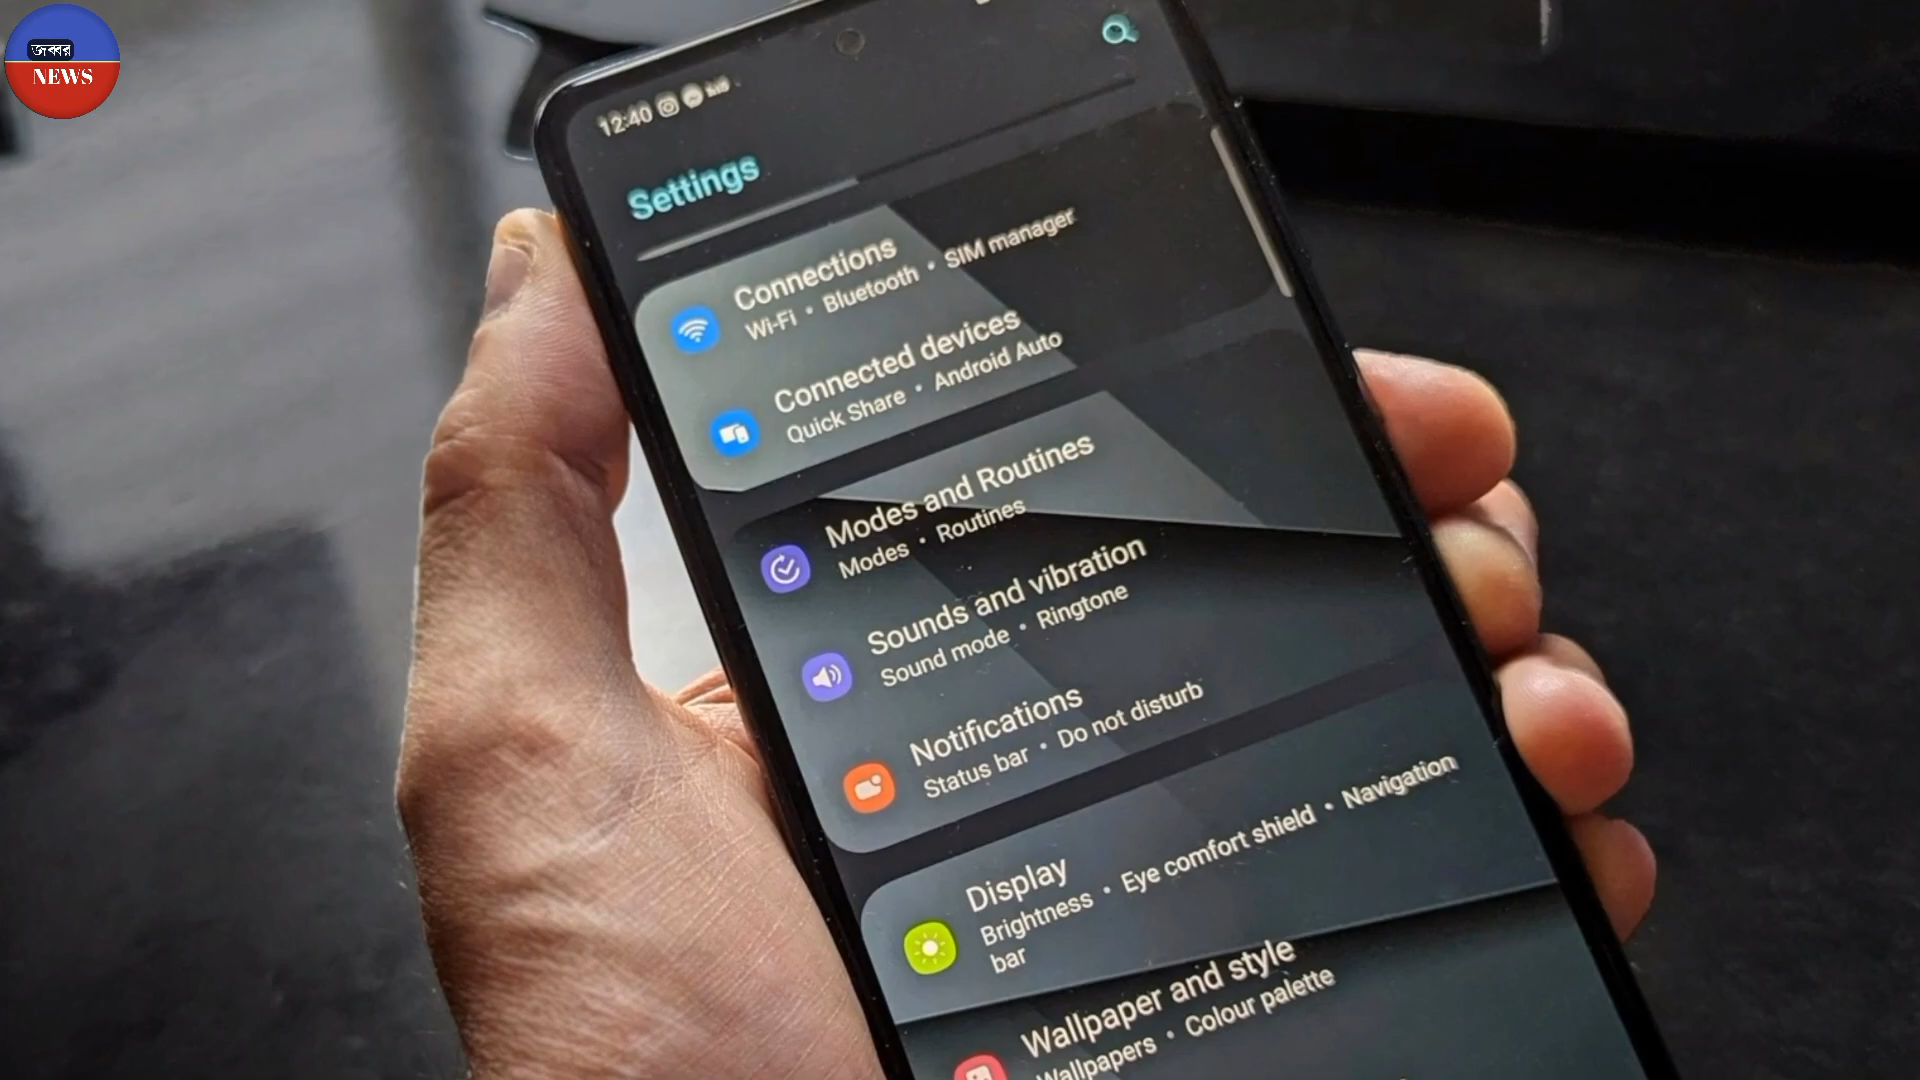 জব্বর
NEWS
12:40
Settings
Connections
Wi-Fi • Bluetooth • SIM manager
Connected devices
Quick Share • Android Auto
Modes and Routines
Modes • Routines
Sounds and vibration
Sound mode • Ringtone
Notifications
Status bar • Do not disturb
Display
Brightness • Eye comfort shield • Navigation
bar
Wallpaper and style
Wallpapers • Colour palette